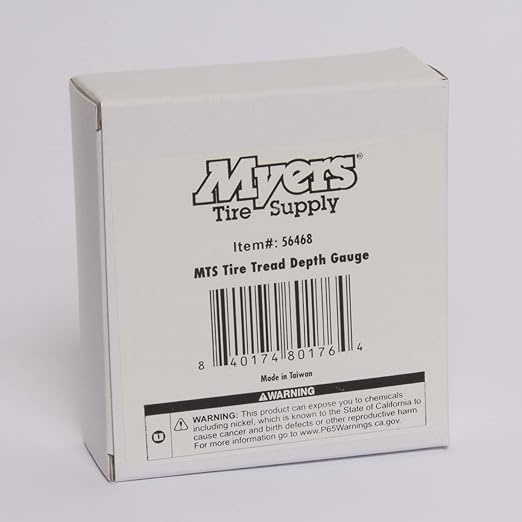 Myers®
Tire Supply
Item#: 56468
MTS Tire Tread Depth Gauge
8 40174 80176 4
Made in Taiwan
WARNING
1
WARNING: This product can expose you to chemicals
including nickel, which is known to the State of California to
cause cancer and birth defects or other reproductive harm.
For more information go to www.P65Warnings.ca.gov.